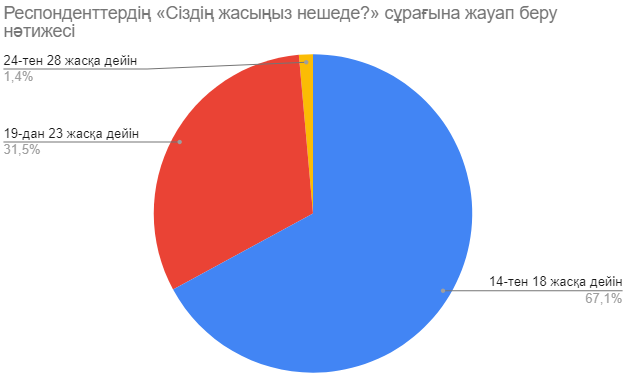 Респонденттердің «Сіздің жасыңыз нешеде?» сұрағына жауап беру
нәтижесі
24-тен 28 жасқа дейін
1,4%
19-дан 23 жасқа дейін
31,5%
14-тен 18 жасқа дейін
67,1%